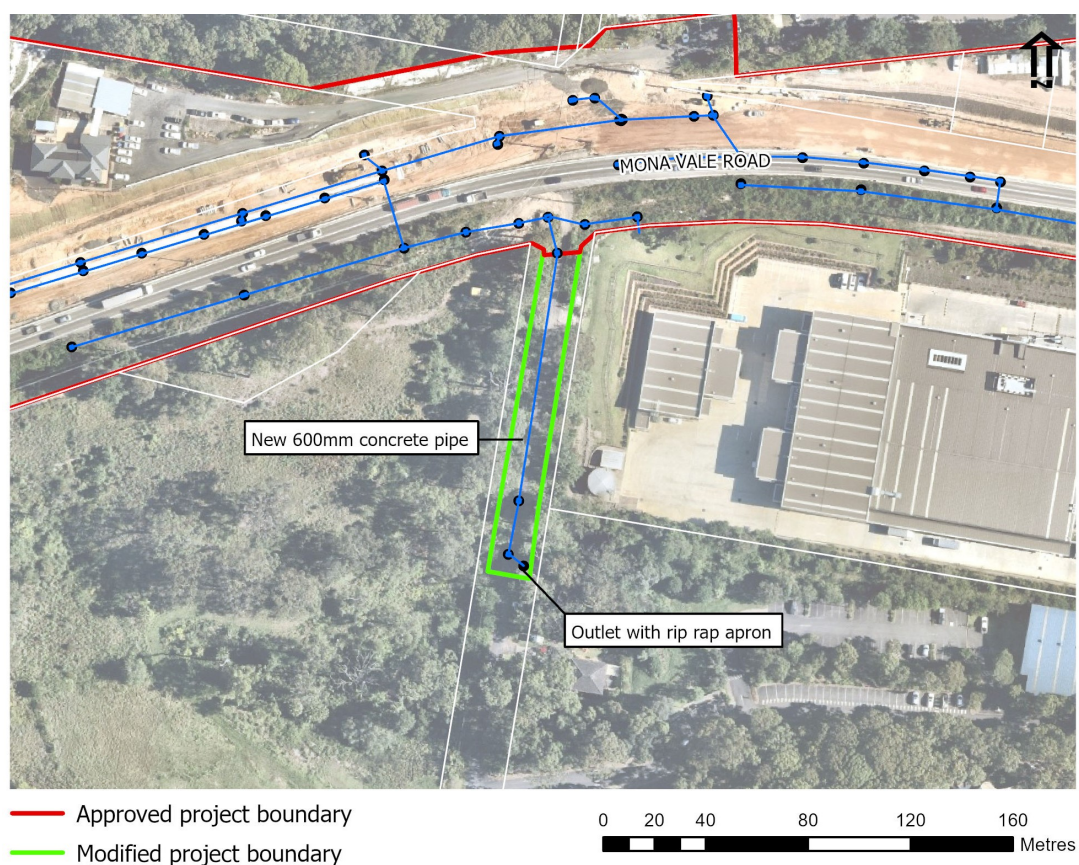 N
MONA VALE ROAD
New 600mm concrete pipe
Outlet with rip rap apron
Approved project boundary
Modified project boundary
0 20 40 80 120 160
Metres